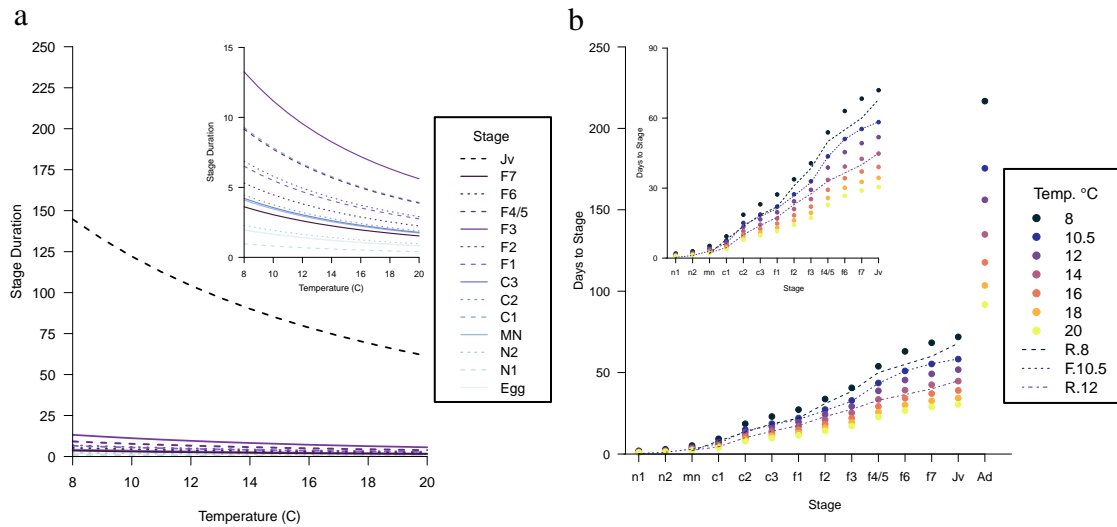 a
250
225
200
175
150
125
100
75
50
25
0
Stage Duration
8 10 12 14 16 18 20
Temperature (C)
15
10
5
0
Stage Duration
8 10 12 14 16 18 20
Temperature (C)
Stage
Jv
F7
F6
F4/5
F3
F2
F1
C3
C2
C1
MN
N2
N1
Egg
b
200
150
100
50
0
Days to Stage
n1 n2 mn c1 c2 c3 f1 f2 f3 f4/5 f6 f7 Jv Ad
Stage
90
60
30
0
Days to Stage
n1 n2 mn c1 c2 c3 f1 f2 f3 f4/5 f6 f7 Jv
Stage
Temp. °C
8
10.5
12
14
16
18
20
R.8
F.10.5
R.12